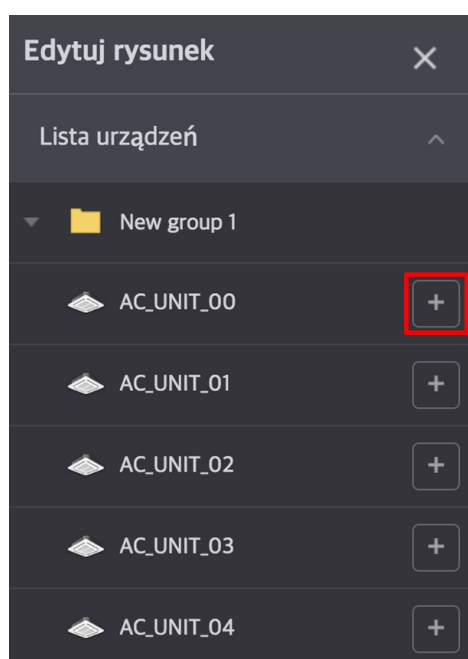 Edytuj rysunek
Lista urządzeń
New group 1
AC_UNIT_00
AC_UNIT_01
AC_UNIT_02
AC_UNIT_03
AC_UNIT_04